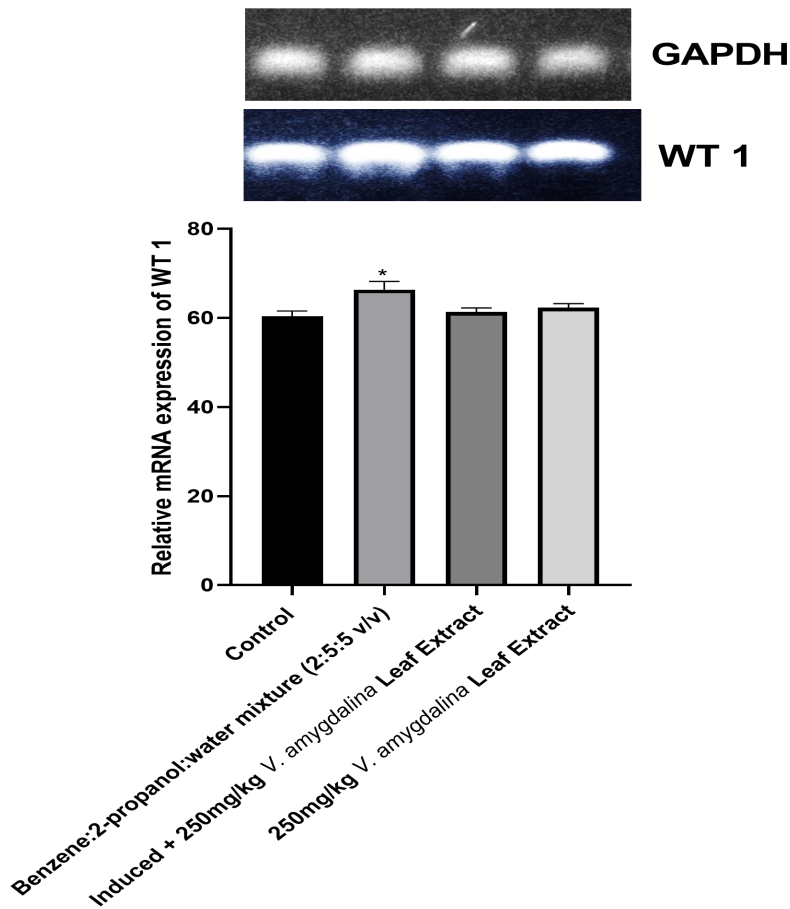 GAPDH
WT 1
Relative mRNA expression of WT 1
80
60
40
20
0
*
Control
Benzene:2-propanol:water mixture (2:5:5 v/v)
Induced + 250mg/kg V. amygdalina Leaf Extract
250mg/kg V. amygdalina Leaf Extract